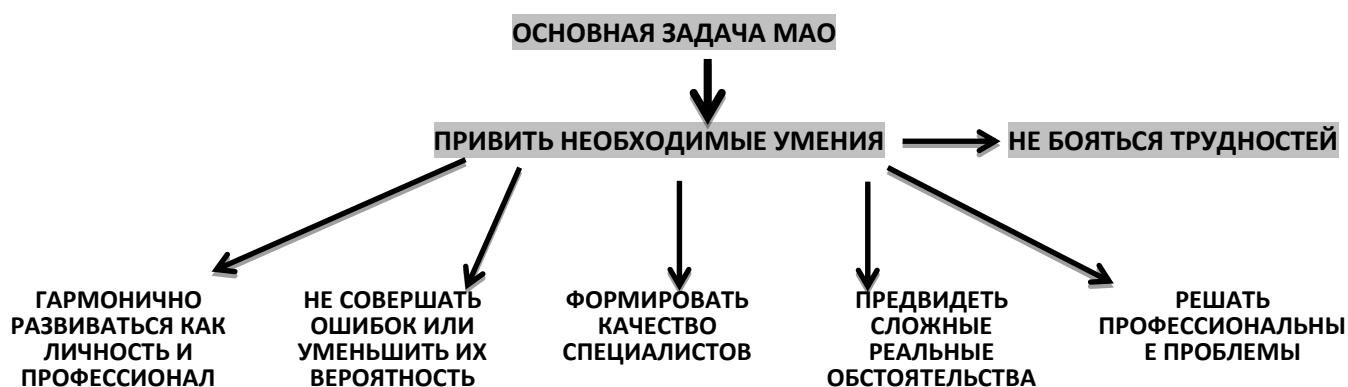 ОСНОВНАЯ ЗАДАЧА МАО
ПРИВИТЬ НЕОБХОДИМЫЕ УМЕНИЯ
НЕ БОЯТЬСЯ ТРУДНОСТЕЙ
ГАРМОНИЧНО
РАЗВИВАТЬСЯ КАК
ЛИЧНОСТЬ И
ПРОФЕССИОНАЛ
НЕ СОВЕРШАТЬ
ОШИБОК ИЛИ
УМЕНЬШИТЬ ИХ
ВЕРОЯТНОСТЬ
ФОРМИРОВАТЬ
КАЧЕСТВО
СПЕЦИАЛИСТОВ
ПРЕДВИДЕТЬ
СЛОЖНЫЕ
РЕАЛЬНЫЕ
ОБСТОЯТЕЛЬСТВА
РЕШАТЬ
ПРОФЕССИОНАЛЬНЫ
Е ПРОБЛЕМЫ